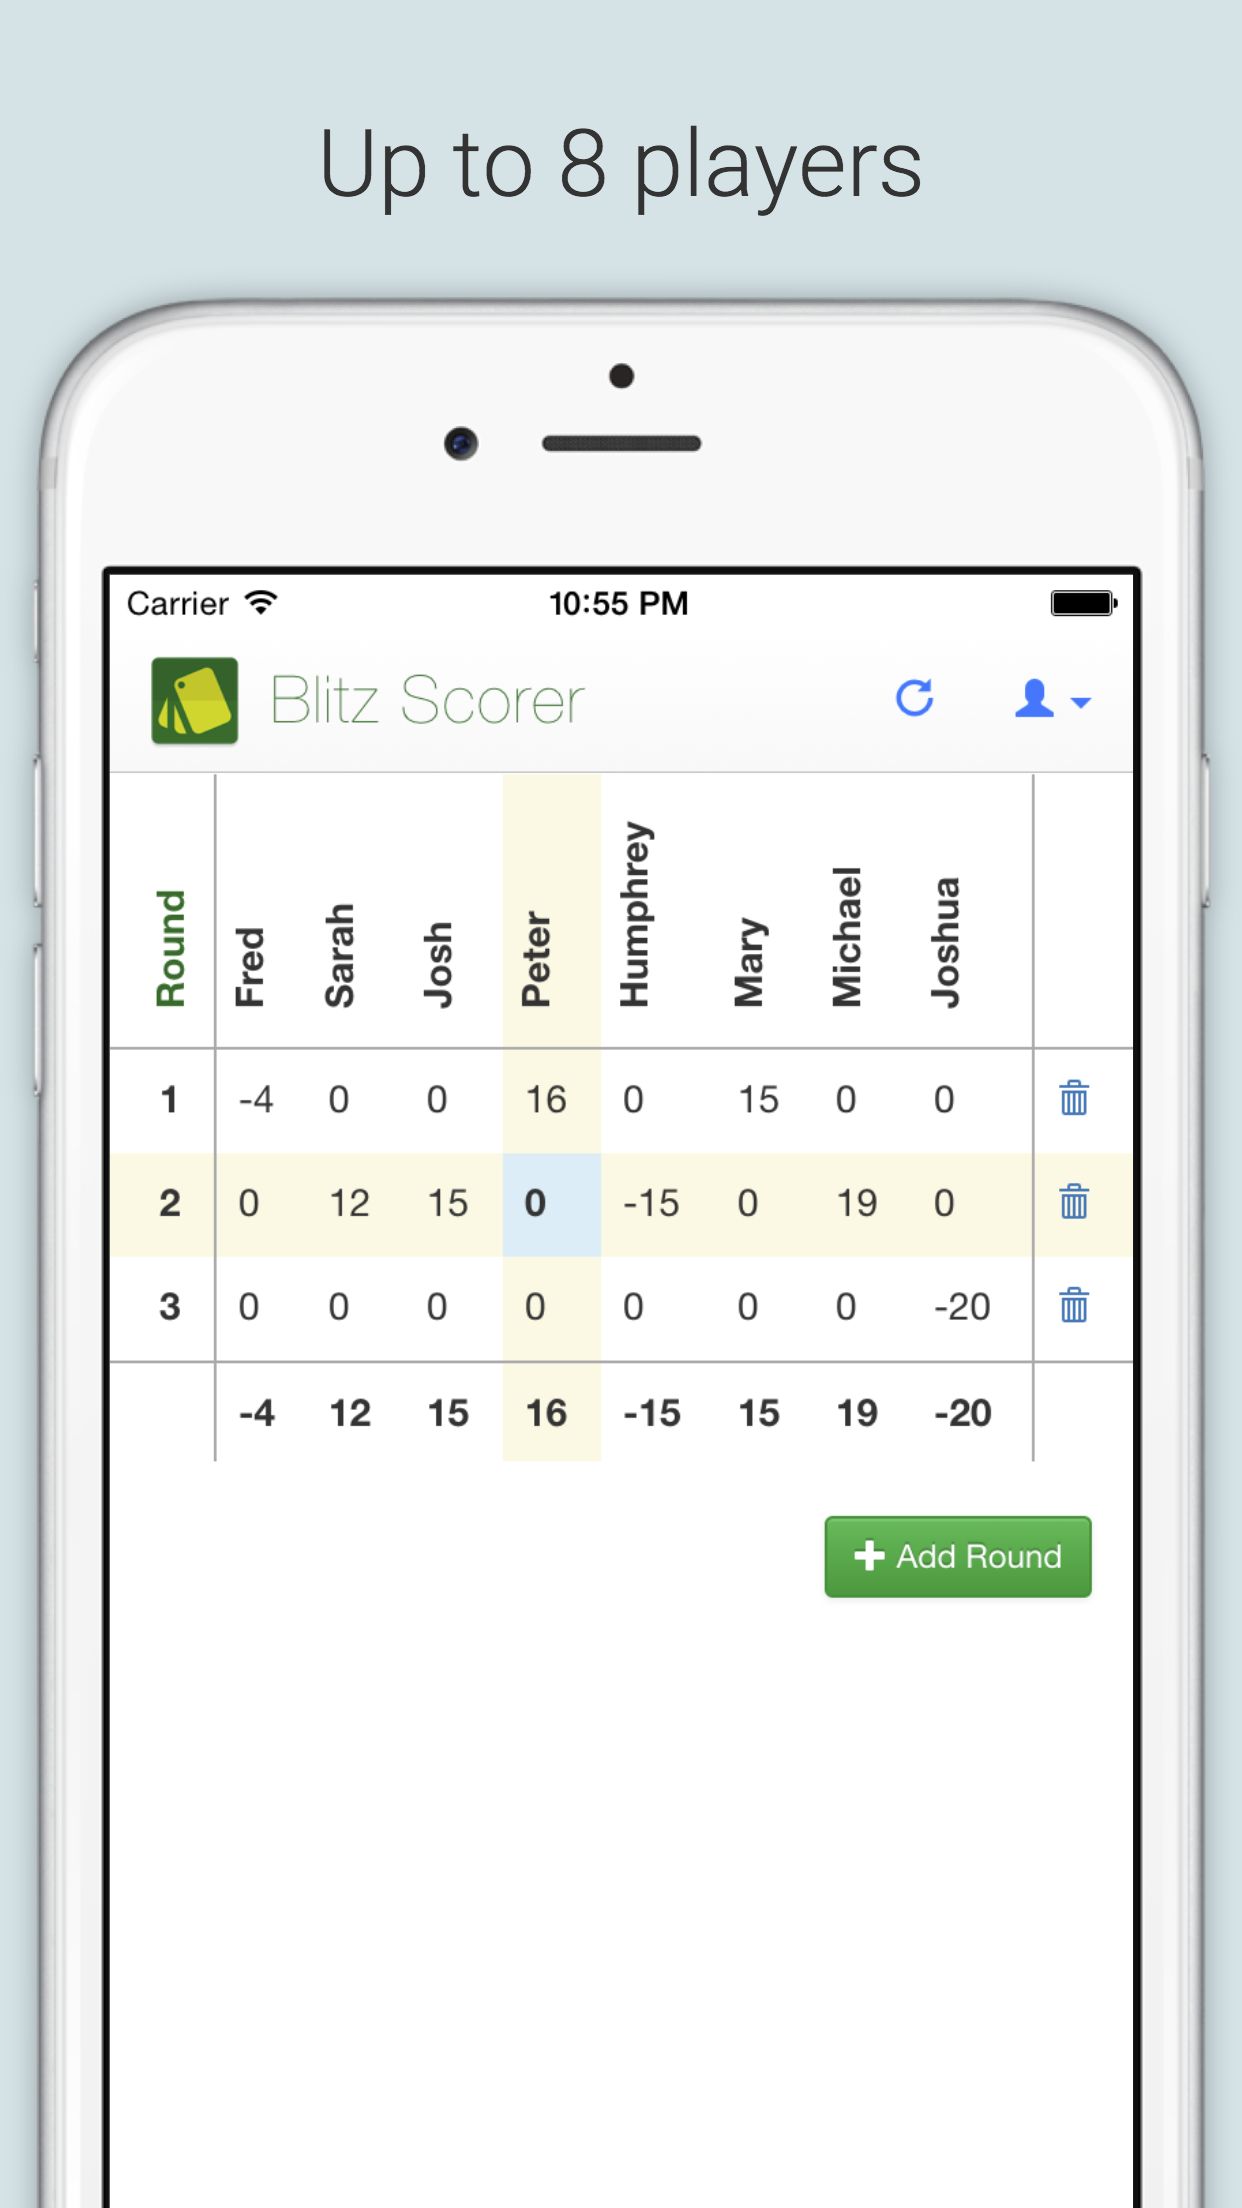 Up to 8 players
Carrier 10:55 PM
Blitz Scorer
Round Fred Sarah Josh Peter Humphrey Mary Michael Joshua
1 -4 0 0 16 0 15 0 0
2 0 12 15 0 -15 0 19 0
3 0 0 0 0 0 0 0 -20
-4 12 15 16 -15 15 19 -20
Add Round